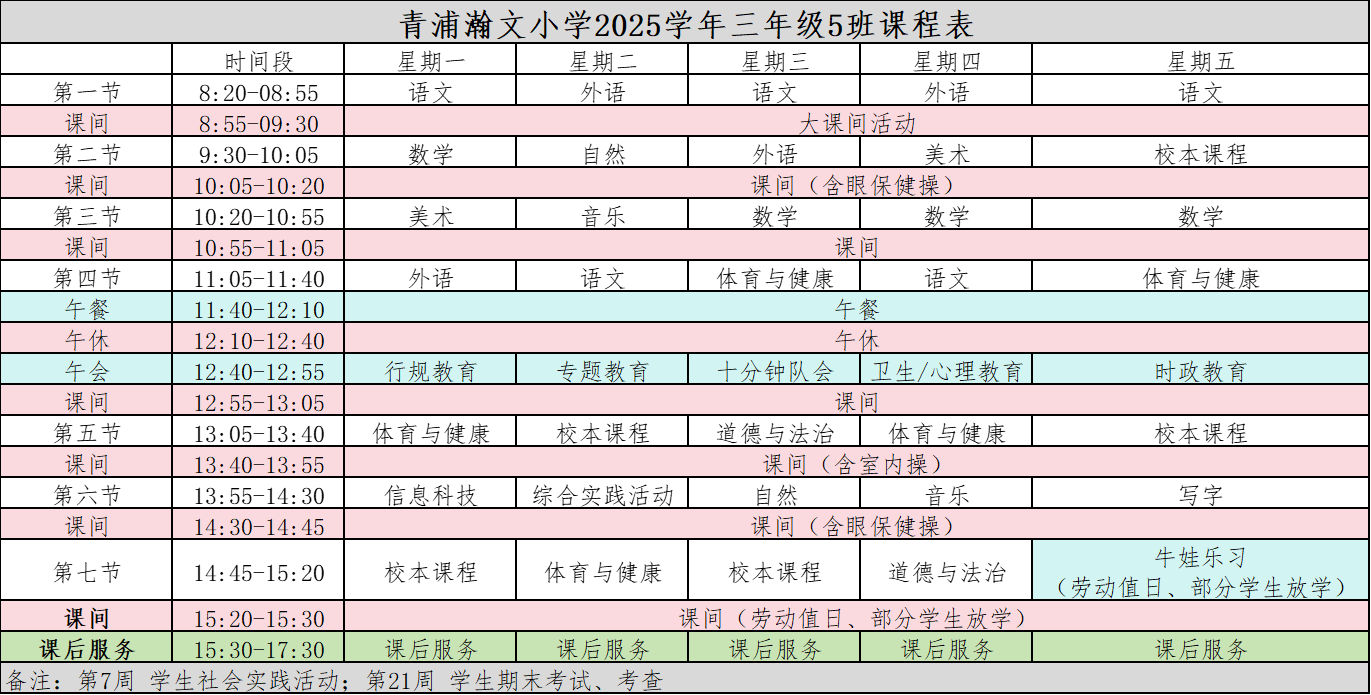 青浦瀚文小学2025学年三年级5班课程表
时间段 星期一 星期二 星期三 星期四 星期五
第一节 8:20-08:55 语文 外语 语文 外语 语文
课间 8:55-09:30 大课间活动
第二节 9:30-10:05 数学 自然 外语 美术 校本课程
课间 10:05-10:20 课间（含眼保健操）
第三节 10:20-10:55 美术 音乐 数学 数学 数学
课间 10:55-11:05 课间
第四节 11:05-11:40 外语 语文 体育与健康 语文 体育与健康
午餐 11:40-12:10 午餐
午休 12:10-12:40 午休
午会 12:40-12:55 行规教育 专题教育 十分钟队会 卫生/心理教育 时政教育
课间 12:55-13:05 课间
第五节 13:05-13:40 体育与健康 校本课程 道德与法治 体育与健康 校本课程
课间 13:40-13:55 课间（含室内操）
第六节 13:55-14:30 信息科技 综合实践活动 自然 音乐 写字
课间 14:30-14:45 课间（含眼保健操）
第七节 14:45-15:20 校本课程 体育与健康 校本课程 道德与法治 牛娃乐习
（劳动值日、部分学生放学）
课间 15:20-15:30 课间（劳动值日、部分学生放学）
课后服务 15:30-17:30 课后服务 课后服务 课后服务 课后服务 课后服务
备注：第7周 学生社会实践活动；第21周 学生期末考试、考查